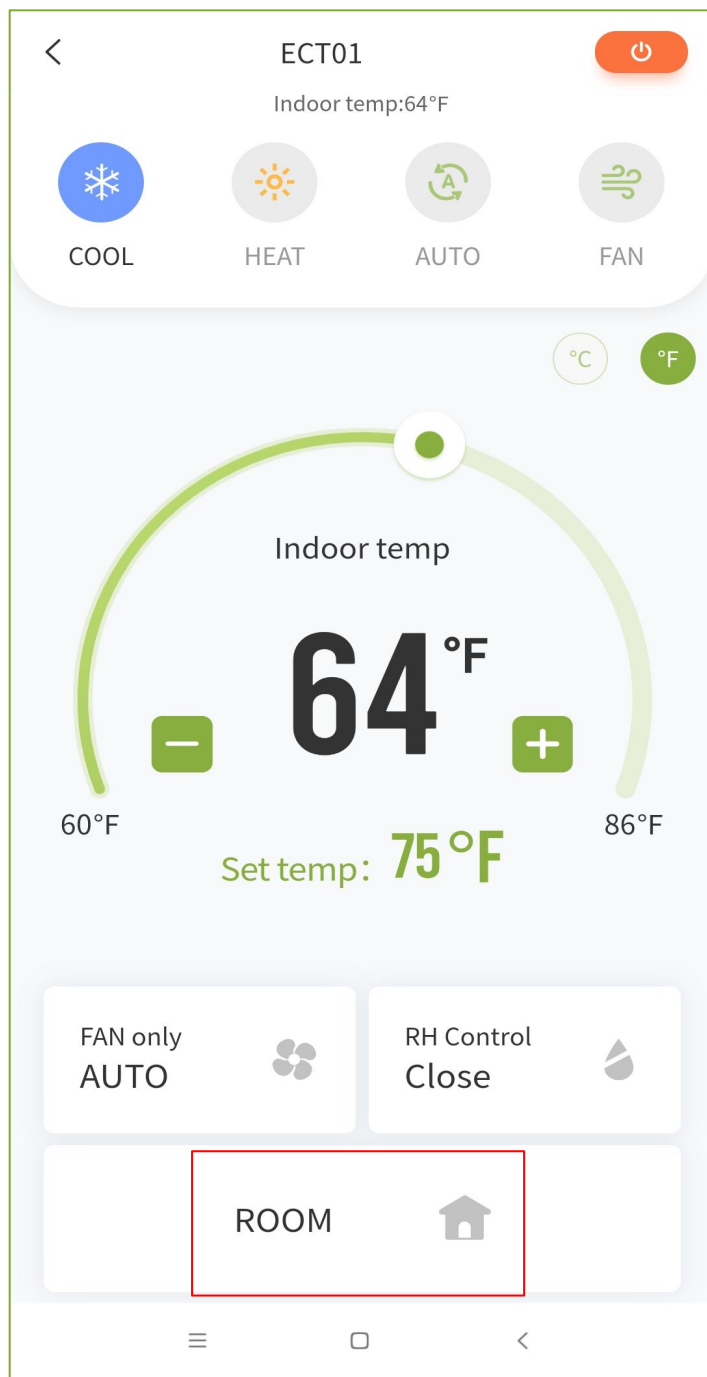 ECT01
Indoor temp:64°F
COOL HEAT AUTO FAN
°C °F
Indoor temp
64°F
60°F 86°F
Set temp: 75°F
FAN only
AUTO
RH Control
Close
ROOM